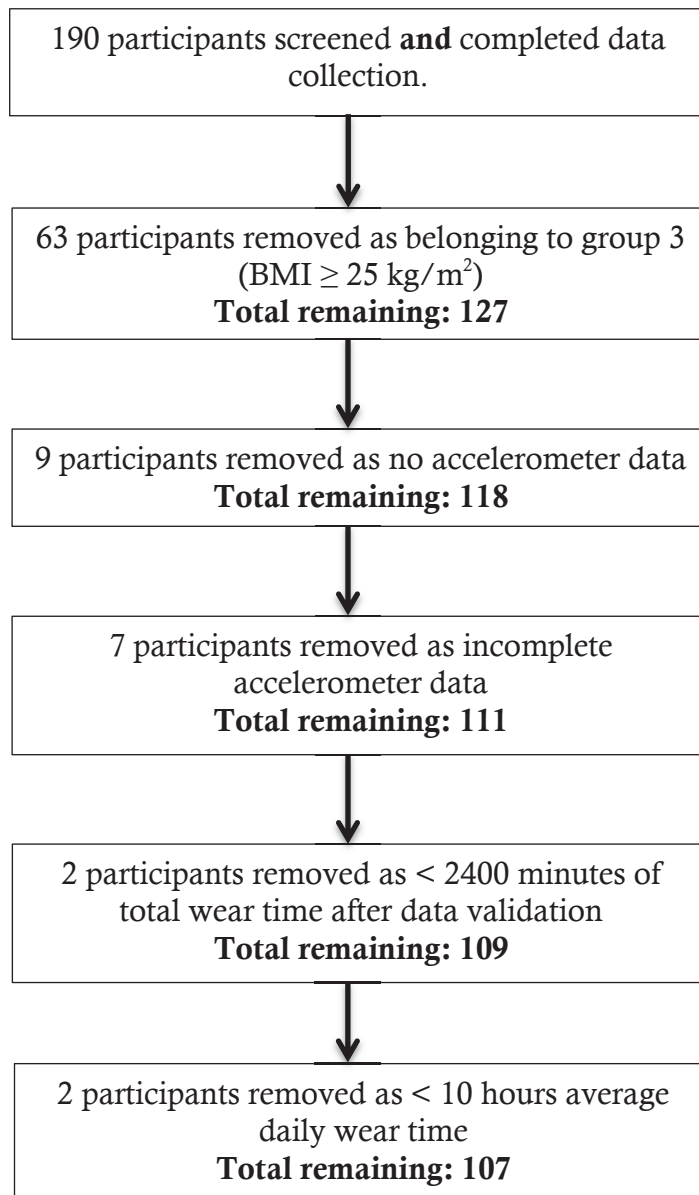 190 participants screened and completed data
collection.
63 participants removed as belonging to group 3
(BMI ≥ 25 kg/m²)
Total remaining: 127
9 participants removed as no accelerometer data
Total remaining: 118
7 participants removed as incomplete
accelerometer data
Total remaining: 111
2 participants removed as < 2400 minutes of
total wear time after data validation
Total remaining: 109
2 participants removed as < 10 hours average
daily wear time
Total remaining: 107